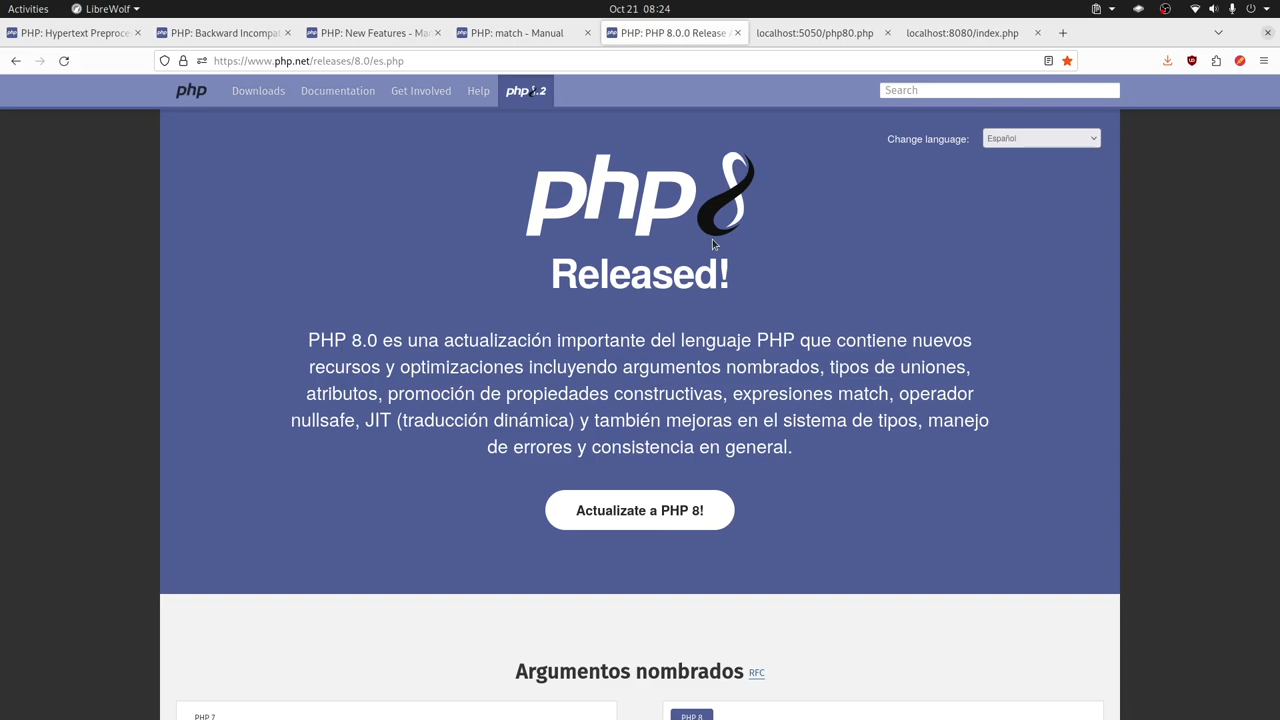 Activities
LibreWolf
Oct 21 08:24
PHP: Hypertext Preproce
PHP: Backward Incompa
PHP: New Features - Ma
PHP: match - Manual
PHP: PHP 8.0.0 Release A
localhost:5050/php80.php
localhost:8080/index.php
https://www.php.net/releases/8.0/es.php
php
Downloads
Documentation
Get Involved
Help
php8.2
Search
Change language:
Español
php8
Released!
PHP 8.0 es una actualización importante del lenguaje PHP que contiene nuevos
recursos y optimizaciones incluyendo argumentos nombrados, tipos de uniones,
atributos, promoción de propiedades constructivas, expresiones match, operador
nullsafe, JIT (traducción dinámica) y también mejoras en el sistema de tipos, manejo
de errores y consistencia en general.
Actualizate a PHP 8!
Argumentos nombrados RFC
PHP 7
PHP 8